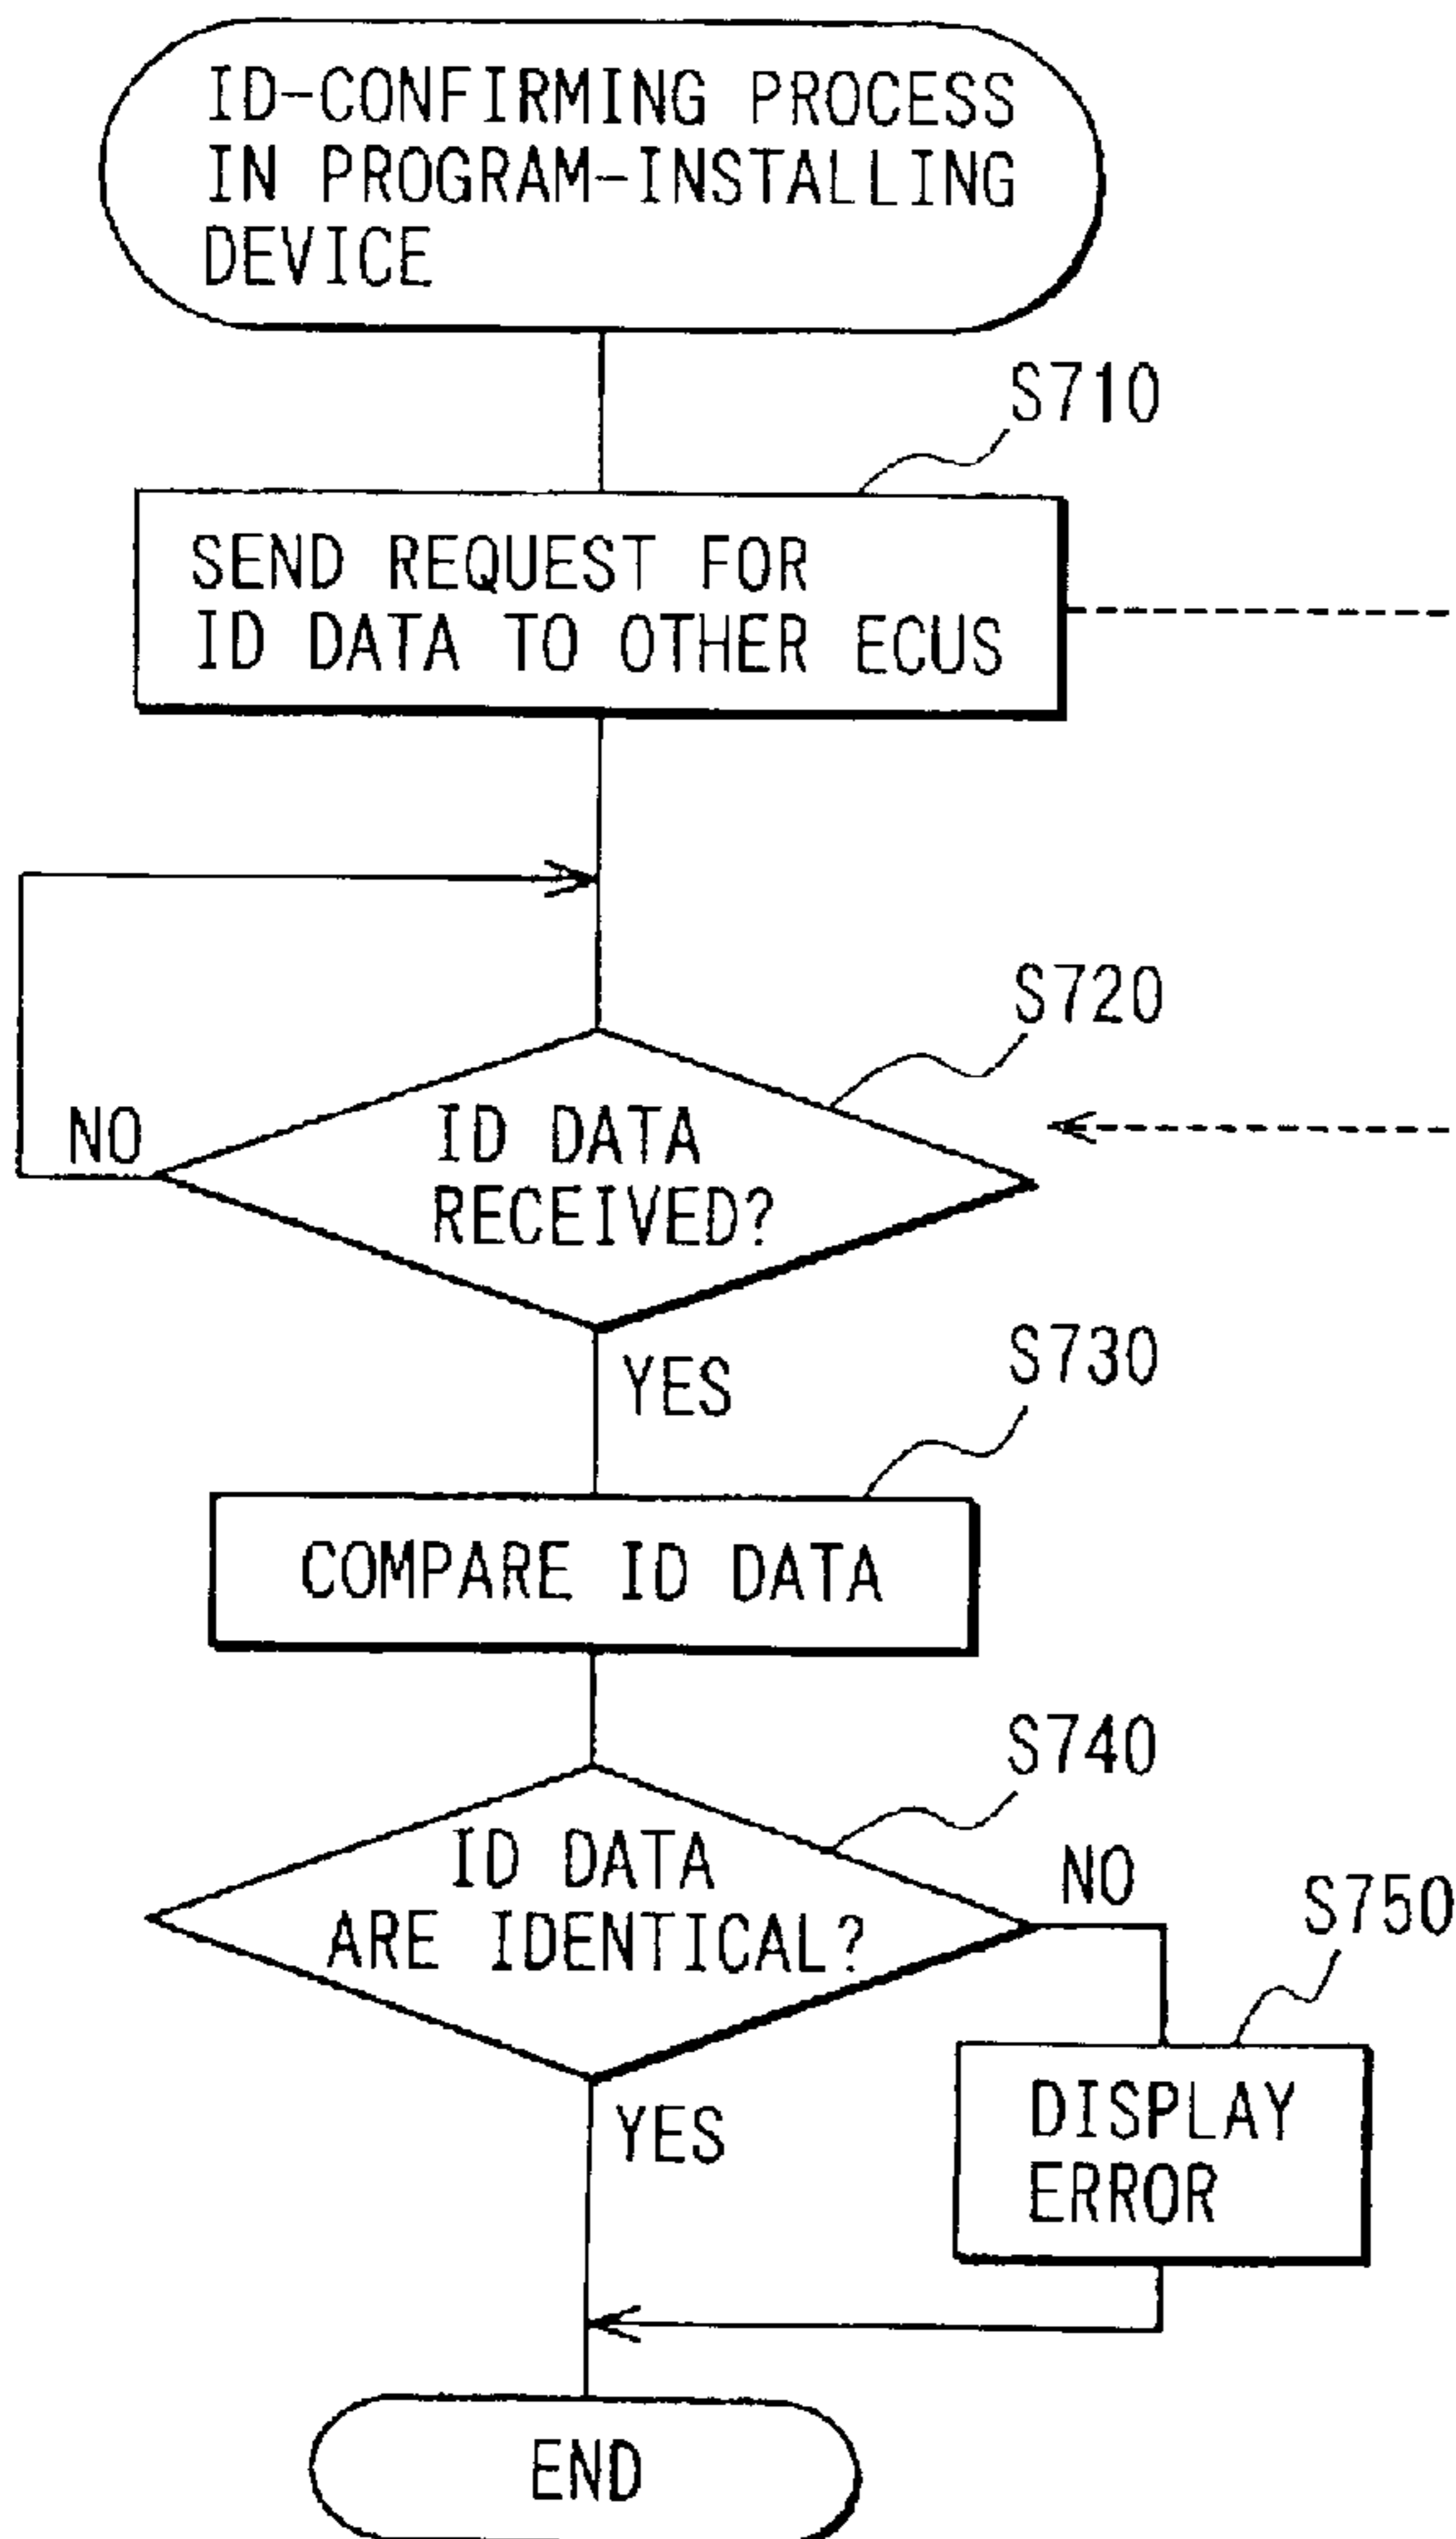 ID-CONFIRMING PROCESS
IN PROGRAM-INSTALLING
DEVICE
S710
SEND REQUEST FOR
ID DATA TO OTHER ECUS
S720
NO
ID DATA
RECEIVED?
YES
S730
COMPARE ID DATA
S740
ID DATA
ARE IDENTICAL?
NO
S750
YES
DISPLAY
ERROR
END